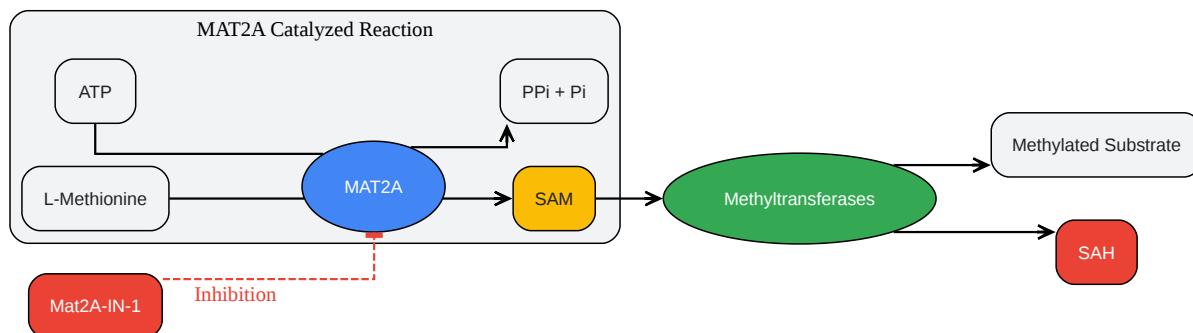 MAT2A Catalyzed Reaction
ATP
PPi + Pi
L-Methionine
MAT2A
SAM
Methyltransferases
Methylated Substrate
SAH
Mat2A-IN-1
Inhibition